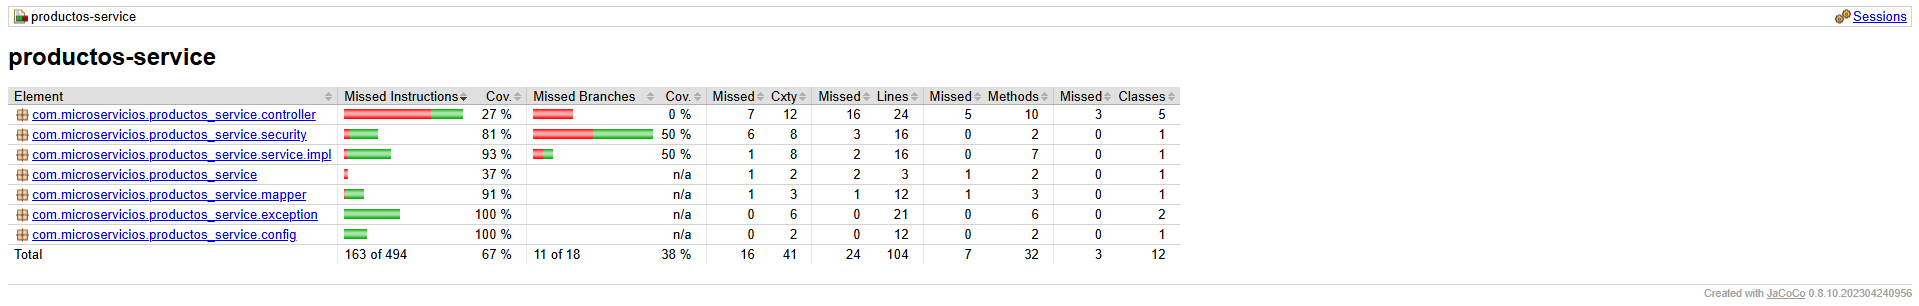 productos-service Sessions
productos-service
Element Missed Instructions Cov. Missed Branches Cov. Missed Cxty Missed Lines Missed Methods Missed Classes
com.microservicios.productos_service.controller 27 % 0 % 7 12 16 24 5 10 3 5
com.microservicios.productos_service.security 81 % 50 % 6 8 3 16 0 2 0 1
com.microservicios.productos_service.service.impl 93 % 50 % 1 8 2 16 0 7 0 1
com.microservicios.productos_service 37 % n/a 1 2 2 3 1 2 0 1
com.microservicios.productos_service.mapper 91 % n/a 1 3 1 12 1 3 0 1
com.microservicios.productos_service.exception 100 % n/a 0 6 0 21 0 6 0 2
com.microservicios.productos_service.config 100 % n/a 0 2 0 12 0 2 0 1
Total 163 of 494 67 % 11 of 18 38 % 16 41 24 104 7 32 3 12
Created with JaCoCo 0.8.10.202304240956